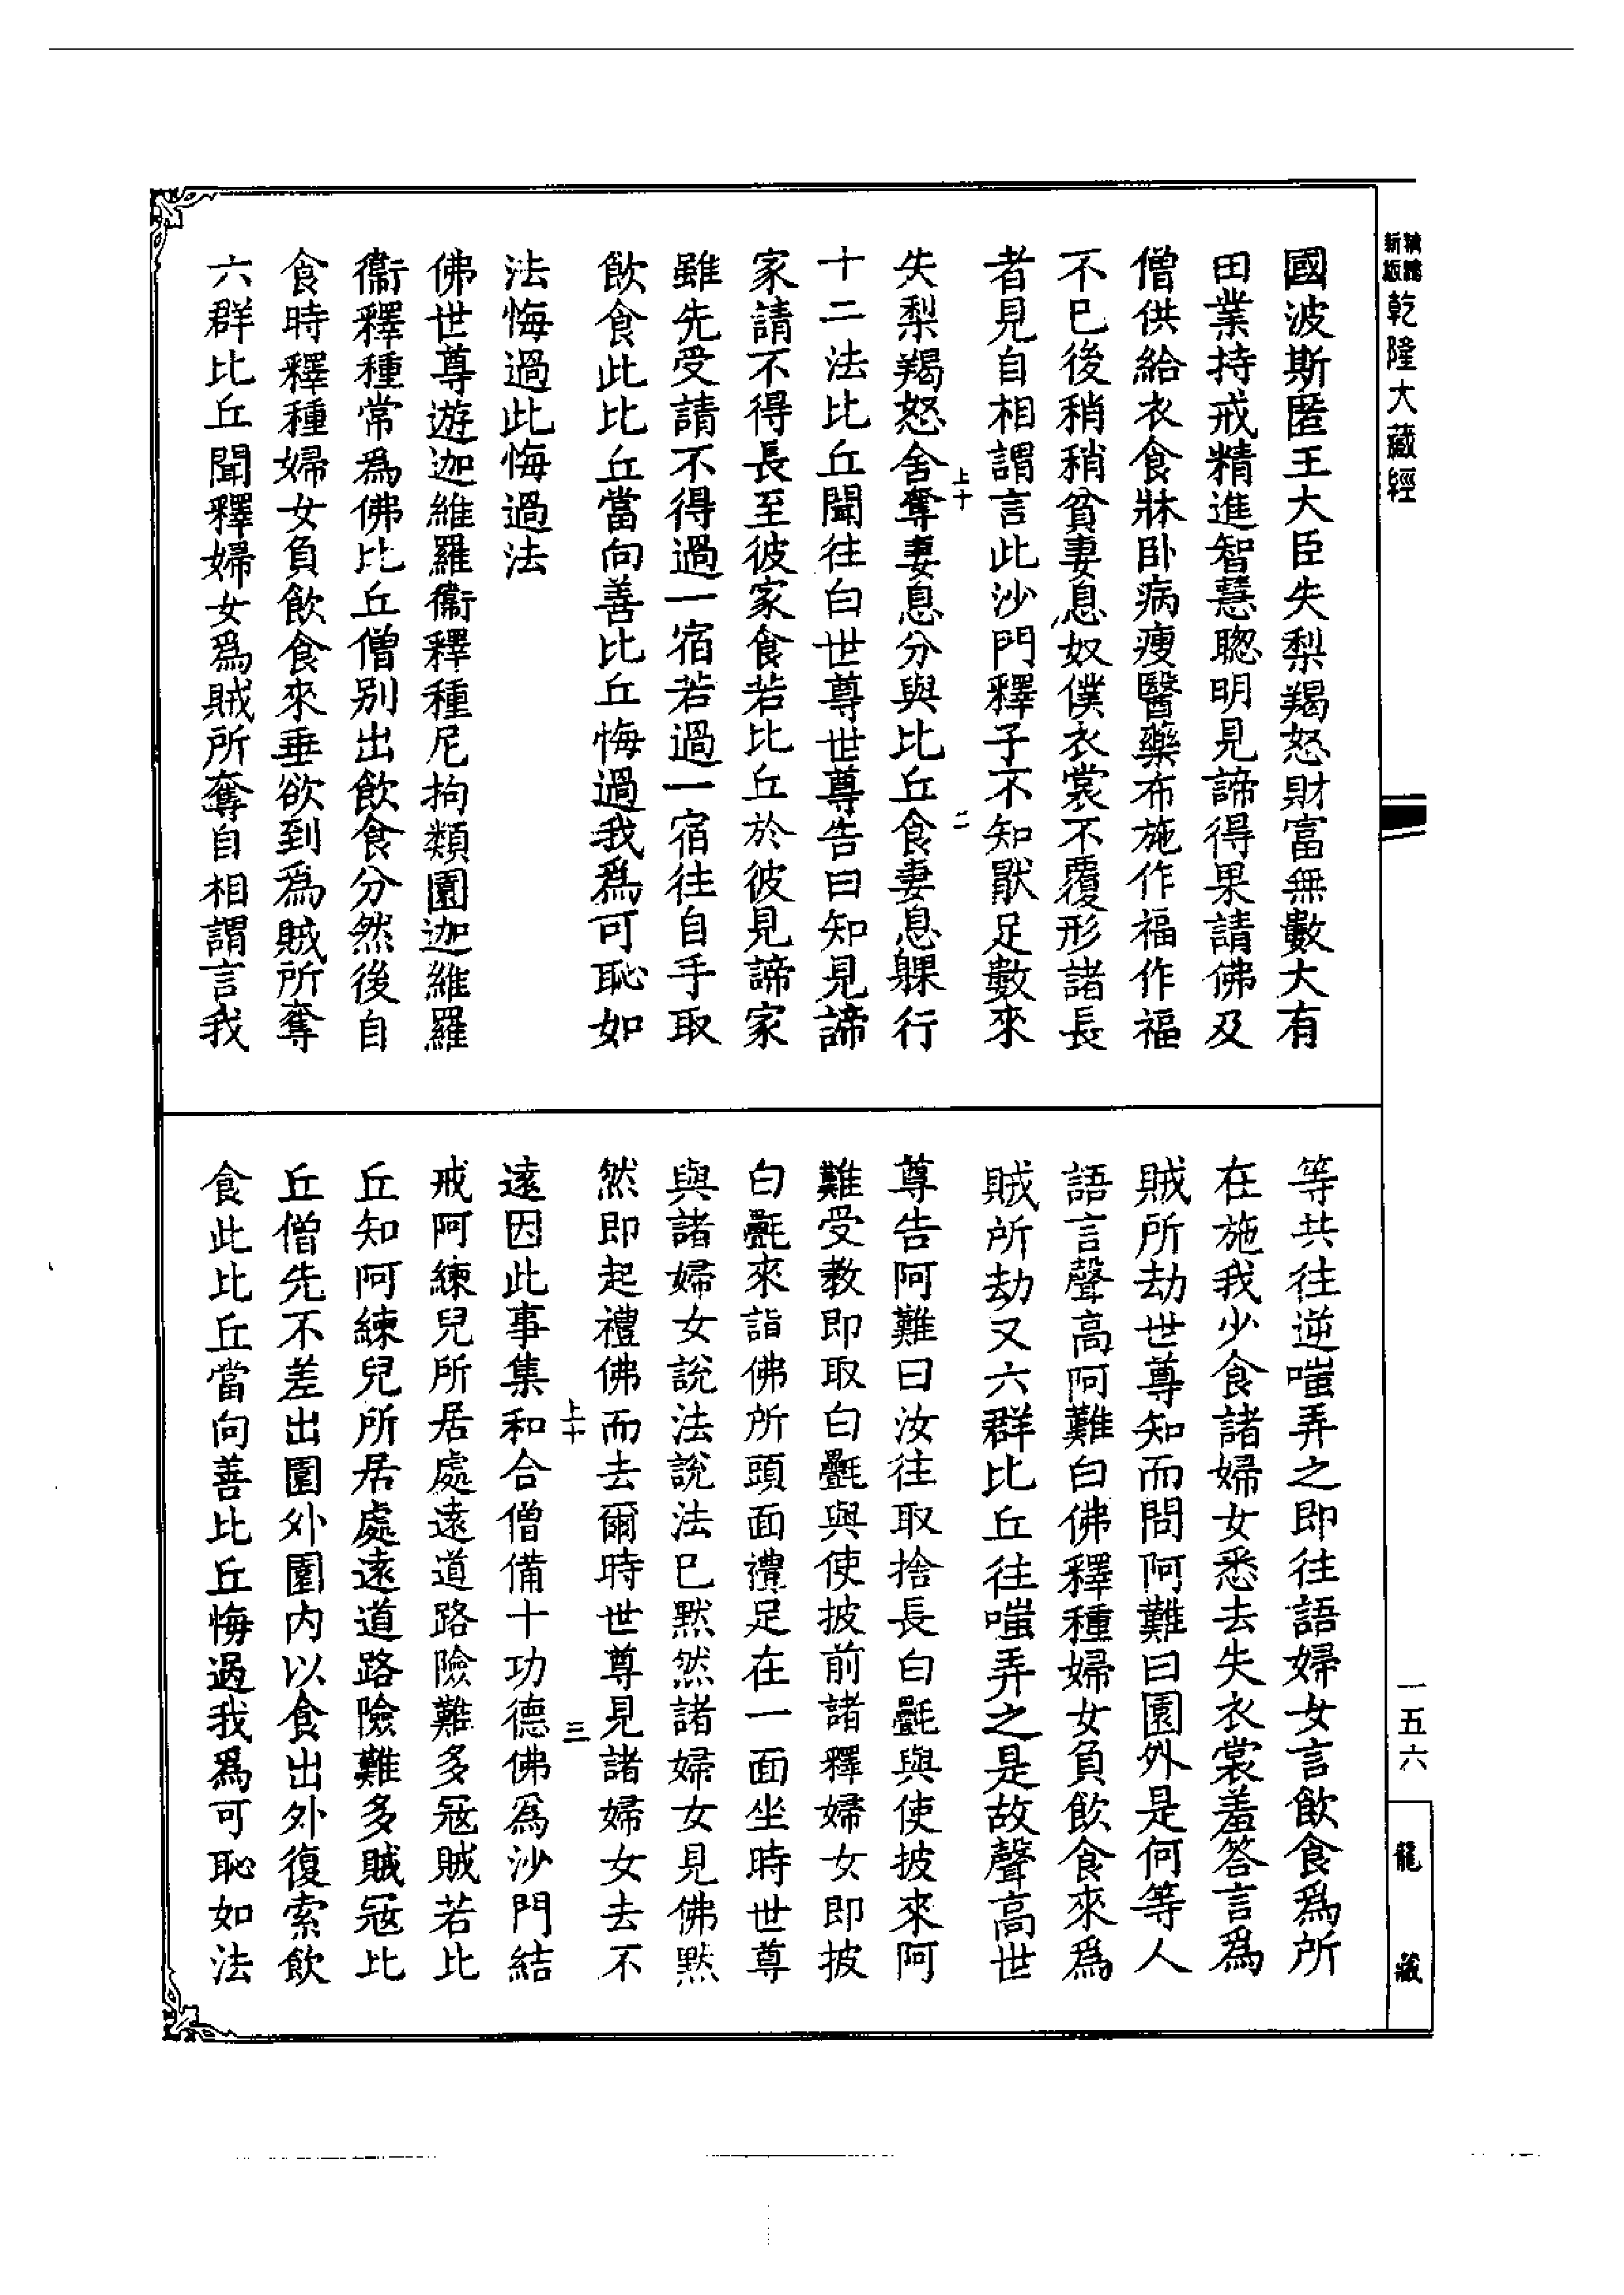 精雕新版乾隆大藏經
國波斯匿王大臣失梨羯怒財富無數大有
田業持戒精進智慧聰明見諦得果請佛及
僧供給衣食牀卧病瘦醫藥布施作福作福
不已後稍稍貧妻息奴僕衣裳不覆形諸長
者見自相謂言此沙門釋子不知猒足數來
上十 二
失梨羯怒舍奪妻息分與比丘食妻息躶行
十二法比丘聞往白世尊世尊告曰知見諦
家請不得長至彼家食若比丘於彼見諦家
雖先受請不得過一宿若過一宿往自手取
飲食此比丘當向善比丘悔過我爲可恥如
法悔過此悔過法
佛世尊遊迦維羅衞釋種尼拘類園迦維羅
衞釋種常爲佛比丘僧别出飲食分然後自
食時釋種婦女負飲食來垂欲到爲賊所奪
六群比丘聞釋婦女爲賊所奪自相謂言我
等共往逆嗤弄之即往語婦女言飲食爲所
在施我少食諸婦女悉去失衣裳羞答言爲
賊所劫世尊知而問阿難曰園外是何等人
語言聲高阿難白佛釋種婦女負飲食來爲
賊所劫又六群比丘往嗤弄之是故聲高世
尊告阿難曰汝往取捨長白㲲與使披來阿
難受教即取白㲲與使披前諸釋婦女即披
白㲲來詣佛所頭面禮足在一面坐時世尊
與諸婦女說法說法已黙然諸婦女見佛黙
然即起禮佛而去爾時世尊見諸婦女去不
上十 三
遠因此事集和合僧備十功德佛爲沙門結
戒阿練兒所居處遠道路險難多寇賊若比
丘知阿練兒所居處遠道路險難多賊寇比
丘僧先不差出園外園内以食出外復索飲
食此比丘當向善比丘悔過我爲可恥如法
一五六
龍藏